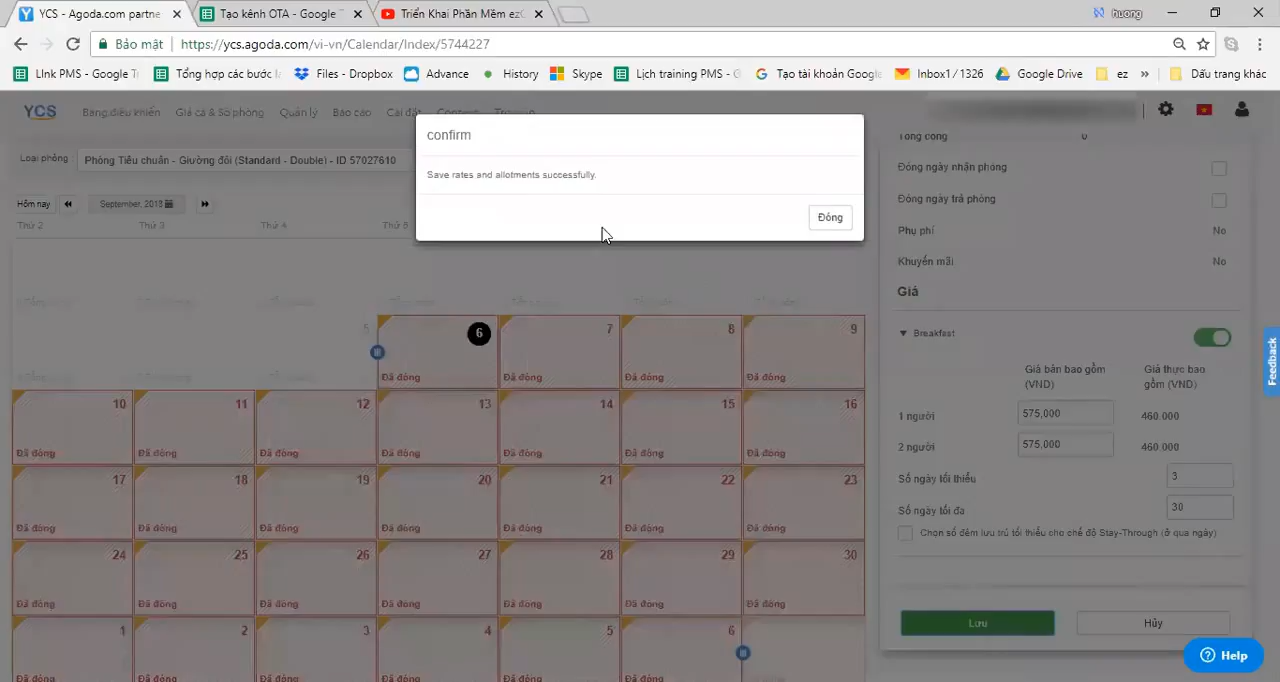 YCS - Agoda.com partne
Tạo kênh OTA - Google
Triển Khai Phần Mềm ez
huong
Bảo mật
https://ycs.agoda.com/vi-vn/Calendar/Index/5744227
LInk PMS - Google
Tổng hợp các bước
Files - Dropbox
Advance
History
Skype
Lịch training PMS -
Tạo tài khoản Google
Inbox1 / 1326
Google Drive
ez
»
Dấu trang khác
YCS
Bảng điều khiển
Giá cả & Số phòng
Quản lý
Báo cáo
Cài đặt
Content
confirm
Save rates and allotments successfully.
Đóng
Loại phòng
Phòng Tiêu chuẩn - Giường đôi (Standard - Double) - ID 57027610
Hôm nay
September, 2018
Thứ 2
Thứ 3
Thứ 4
Thứ 5
5
6
7
8
9
Đã đóng
Đã đóng
Đã đóng
Đã đóng
10
11
12
13
14
15
16
Đã đóng
Đã đóng
Đã đóng
Đã đóng
Đã đóng
Đã đóng
Đã đóng
17
18
19
20
21
22
23
Đã đóng
Đã đóng
Đã đóng
Đã đóng
Đã đóng
Đã đóng
Đã đóng
24
25
26
27
28
29
30
Đã đóng
Đã đóng
Đã đóng
Đã đóng
Đã đóng
Đã đóng
Đã đóng
1
2
3
4
5
6
Đã đóng
Đã đóng
Đã đóng
Đã đóng
Đã đóng
Đã đóng
Tổng cộng
0
Đóng ngày nhận phòng
Đóng ngày trả phòng
Phụ phí
No
Khuyến mãi
No
Giá
Breakfast
Giá bán bao gồm
(VND)
Giá thực bao
gồm (VND)
1 người
575,000
460.000
2 người
575,000
460.000
Số ngày tối thiểu
3
Số ngày tối đa
30
Chọn số đêm lưu trú tối thiểu cho chế độ Stay-Through (ở qua ngày)
Lưu
Hủy
Feedback
Help